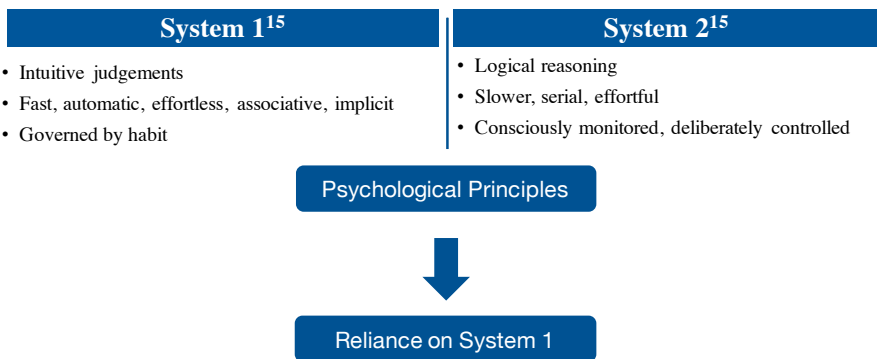 System 1¹⁵
• Intuitive judgements
• Fast, automatic, effortless, associative, implicit
• Governed by habit
System 2¹⁵
• Logical reasoning
• Slower, serial, effortful
• Consciously monitored, deliberately controlled
Psychological Principles
Reliance on System 1